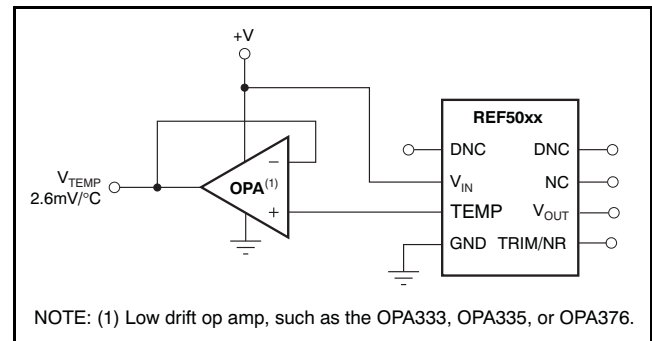 +V
REF50xx
DNC DNC
V_IN NC
TEMP V_OUT
GND TRIM/NR
V_TEMP
2.6mV/°C
−
OPA(1)
+
NOTE: (1) Low drift op amp, such as the OPA333, OPA335, or OPA376.